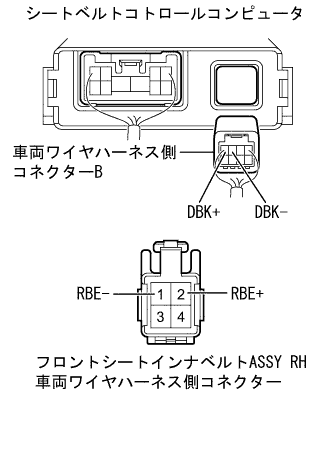 シートベルトコトロールコンピュータ
車両ワイヤハーネス側
コネクターB
DBK+ DBK-
RBE- 1 2 RBE+
3 4
フロントシートインナベルトASSY RH
車両ワイヤハーネス側コネクター